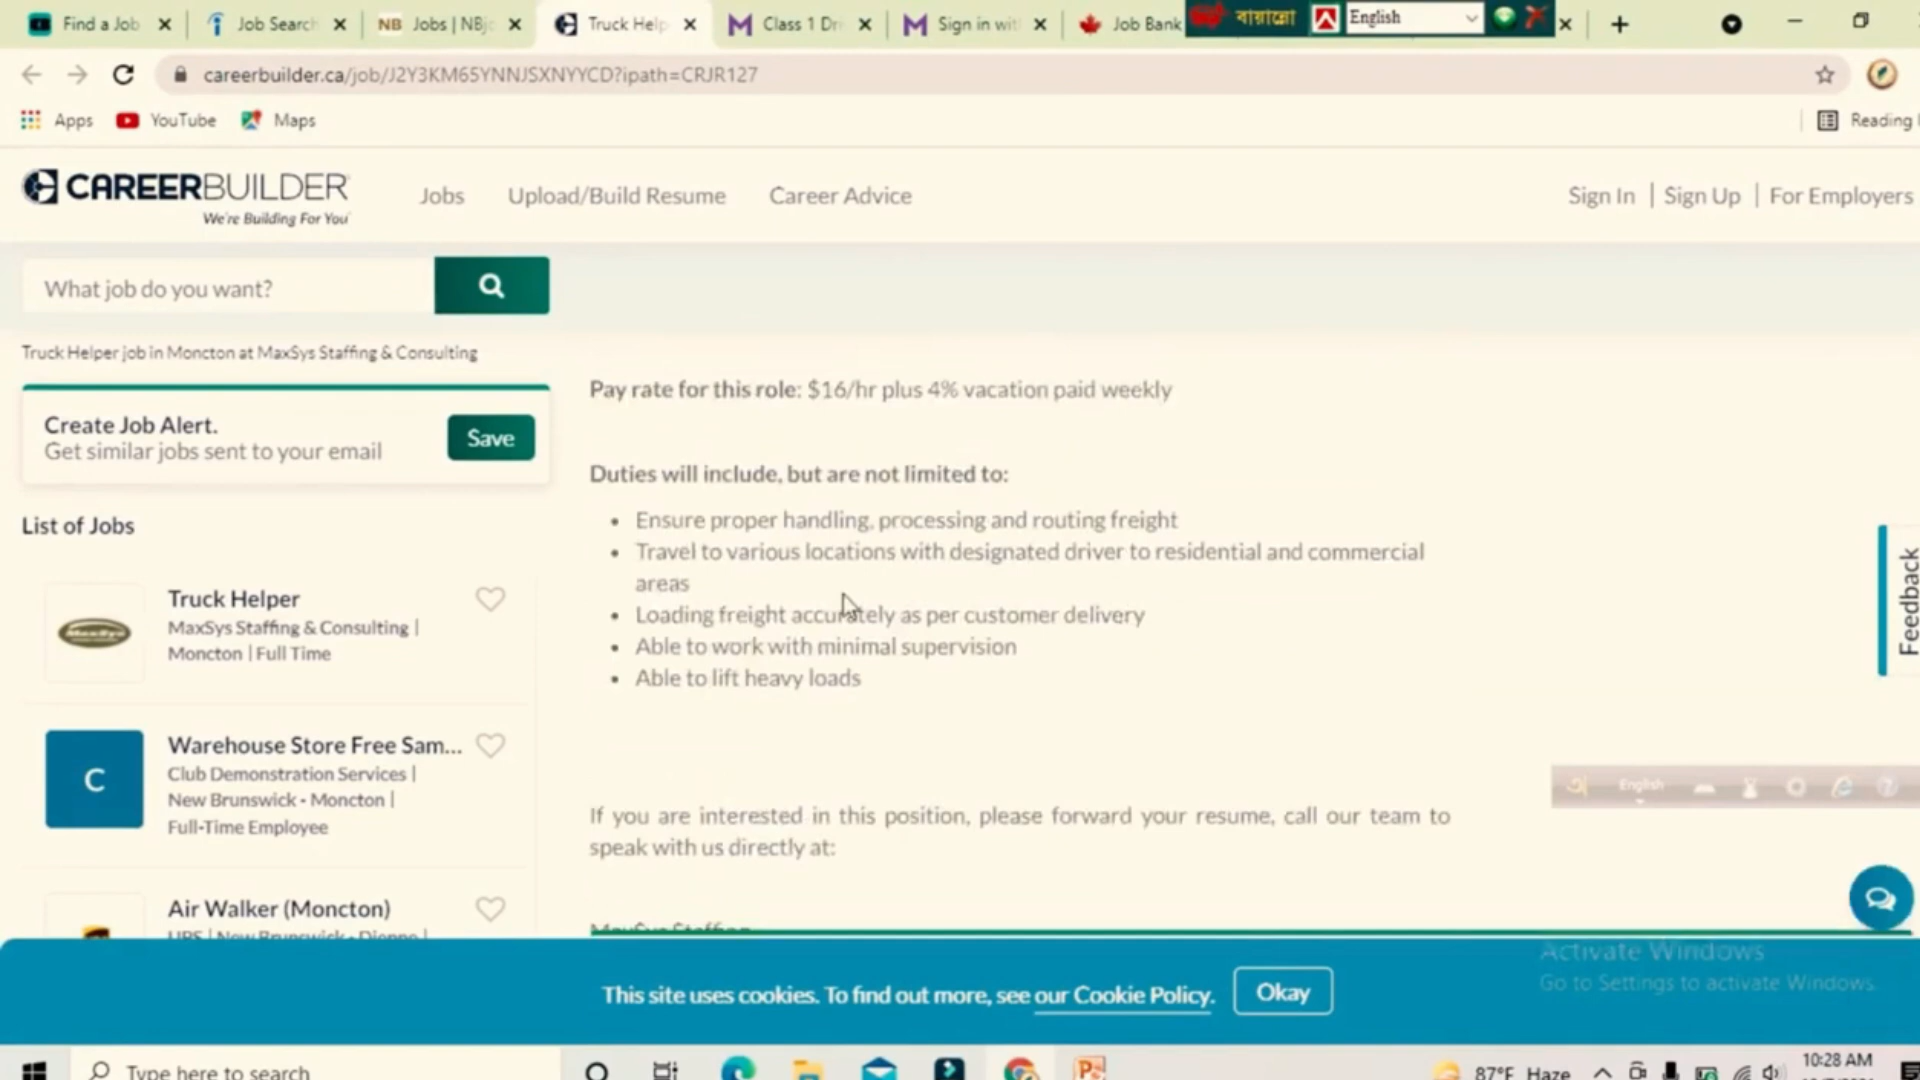 Find a Job
Job Search
NB Jobs | NBj
Truck Help
Class 1 Dri
Sign in wit
Job Bank
বায়ান্নো
English
careerbuilder.ca/job/J2Y3KM65YNNJSXNYYCD?ipath=CRJR127
Apps YouTube Maps
Reading
CAREERBUILDER
We're Building For You
Jobs Upload/Build Resume Career Advice
Sign In | Sign Up | For Employers
What job do you want?
Truck Helper job in Moncton at MaxSys Staffing & Consulting
Create Job Alert.
Get similar jobs sent to your email
Save
List of Jobs
Truck Helper
MaxSys Staffing & Consulting |
Moncton | Full Time
C
Warehouse Store Free Sam...
Club Demonstration Services |
New Brunswick - Moncton |
Full-Time Employee
Air Walker (Moncton)
UPS | New Brunswick - Dieppe |
Pay rate for this role: $16/hr plus 4% vacation paid weekly
Duties will include, but are not limited to:
• Ensure proper handling, processing and routing freight
• Travel to various locations with designated driver to residential and commercial
areas
• Loading freight accurately as per customer delivery
• Able to work with minimal supervision
• Able to lift heavy loads
If you are interested in this position, please forward your resume, call our team to
speak with us directly at:
MaxSys Staffing
Feedback
English
Activate Windows
Go to Settings to activate Windows.
This site uses cookies. To find out more, see our Cookie Policy.
Okay
Type here to search
87°F Haze
10:28 AM